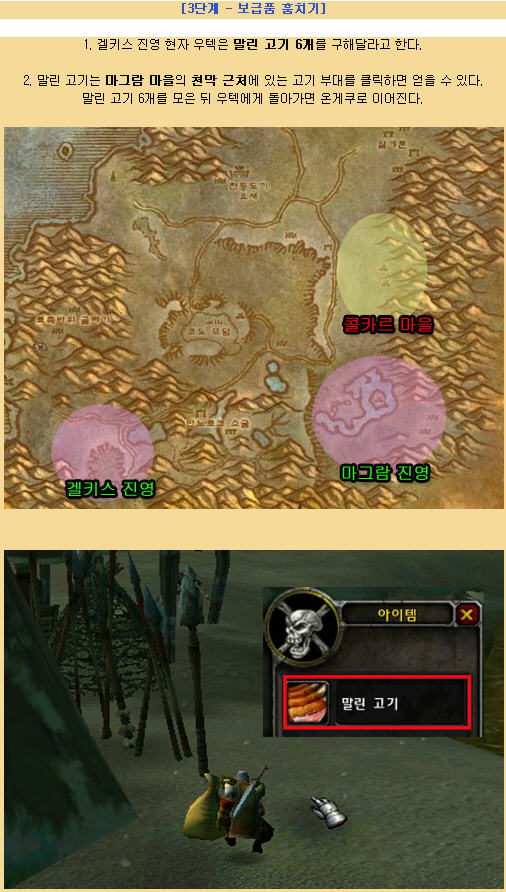 [3단계 - 보급품 훔치기]
1. 겔키스 진영 현자 우텍은 말린 고기 6개를 구해달라고 한다.
2. 말린 고기는 마그람 마을의 천막 근처에 있는 고기 부대를 클릭하면 얻을 수 있다.
말린 고기 6개를 모은 뒤 우텍에게 돌아가면 온게쿠로 이어진다.
콜카르 마을
코도 무덤
마그람 진영
겔키스 진영
아이템
말린 고기